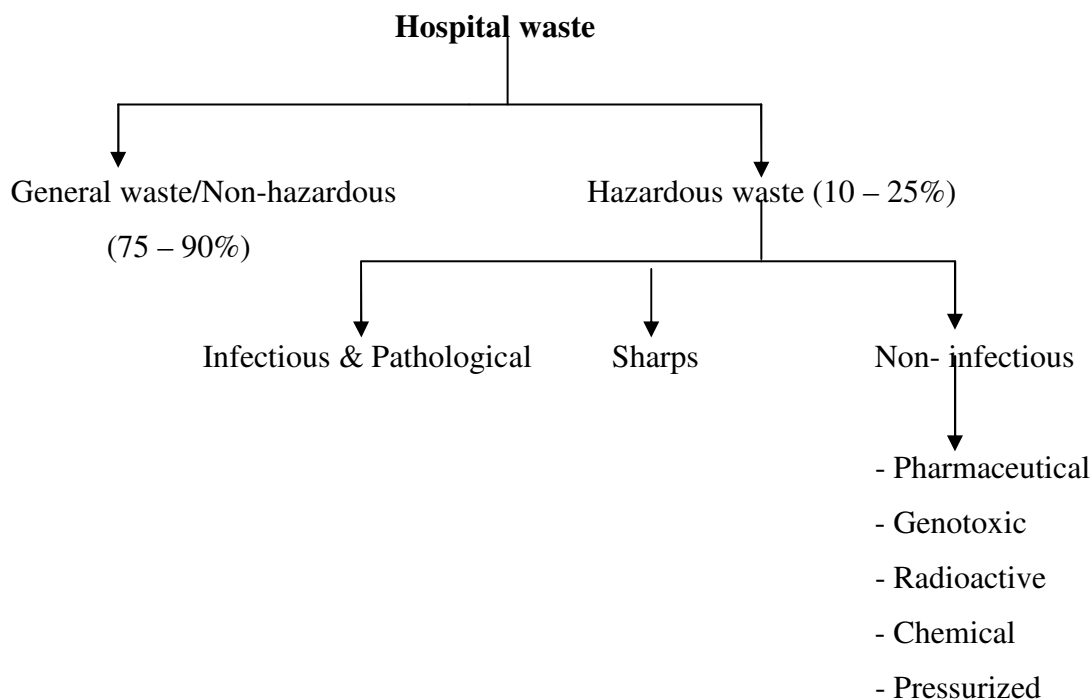 Hospital waste
General waste/Non-hazardous
(75 – 90%)
Hazardous waste (10 – 25%)
Infectious & Pathological
Sharps
Non- infectious
- Pharmaceutical
- Genotoxic
- Radioactive
- Chemical
- Pressurized